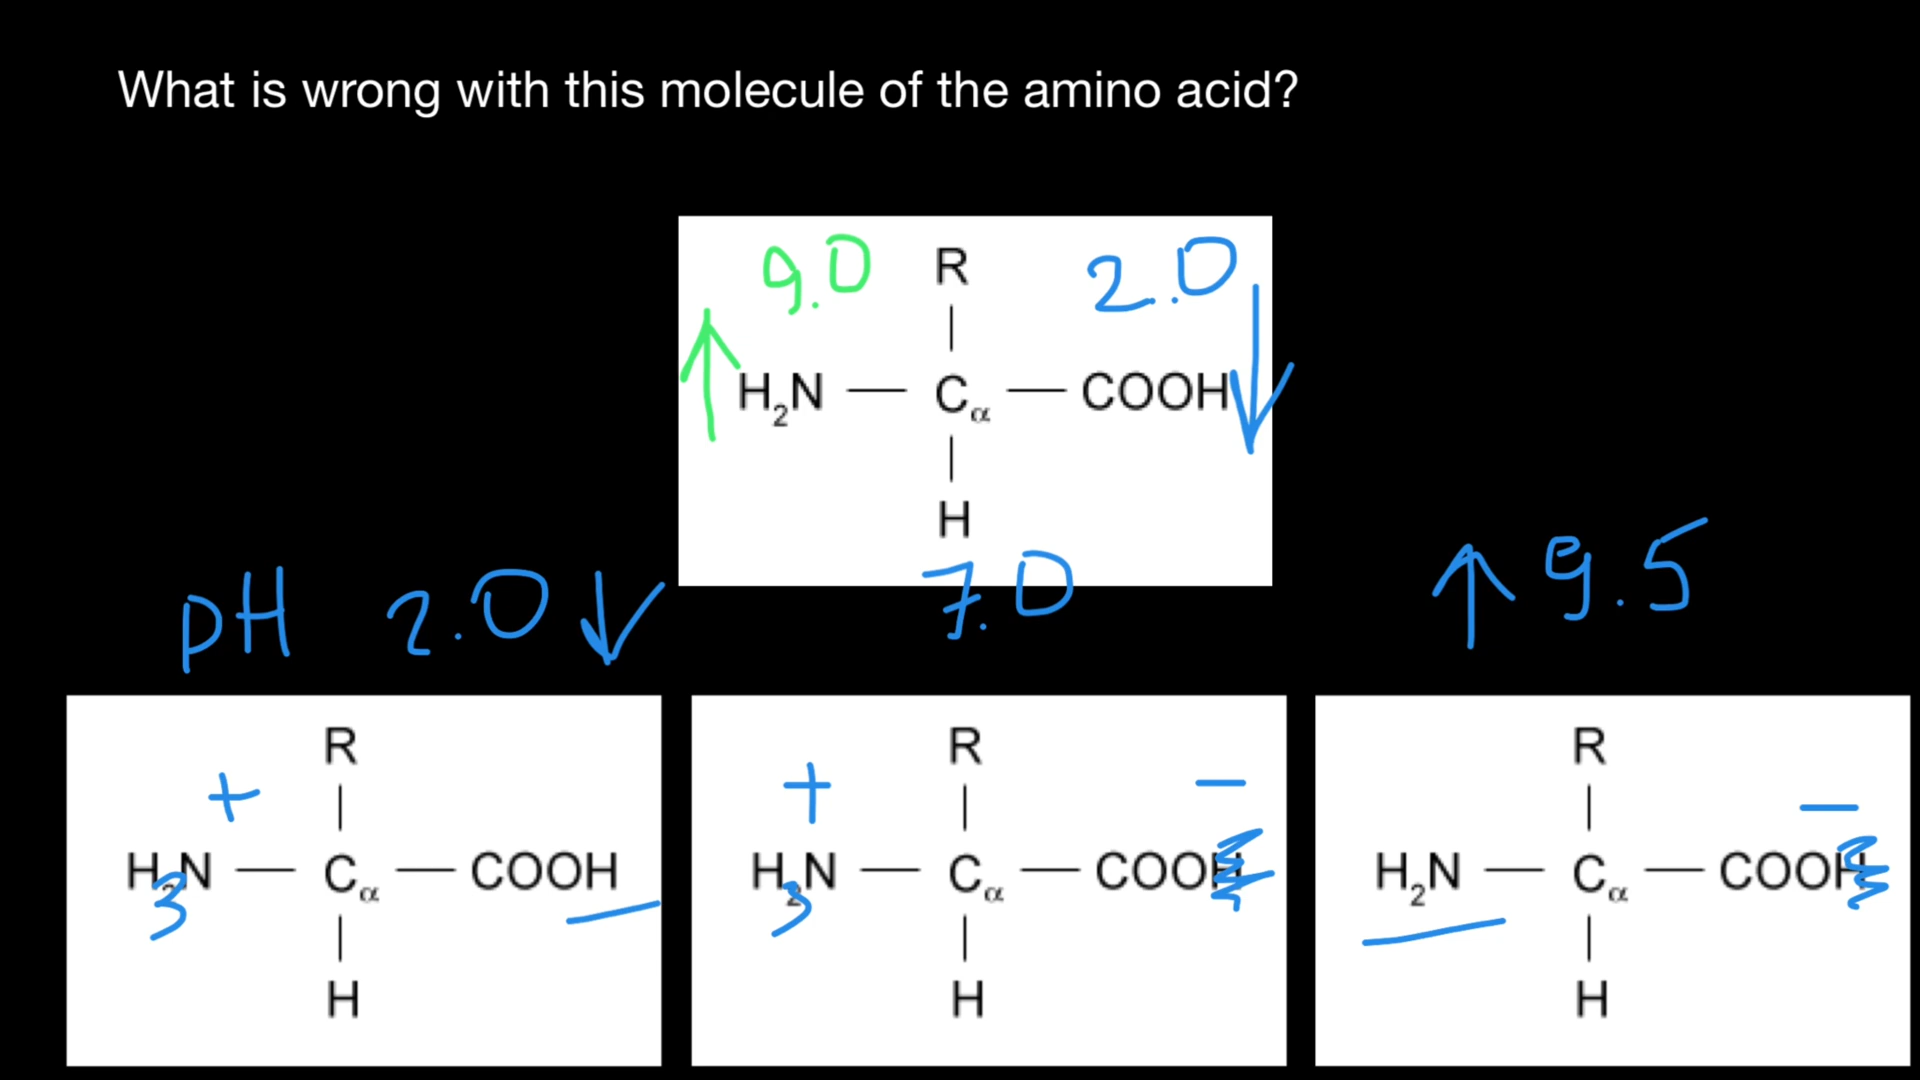 What is wrong with this molecule of the amino acid?
9.0 R 2.0
H₂N — Cα — COOH
H
7.0
pH 2.0 ↓
↑ 9.5
R
+
H₃N — Cα — COOH
H
R
+ −
H₃N — Cα — COO
H
R
−
H₂N — Cα — COO
H